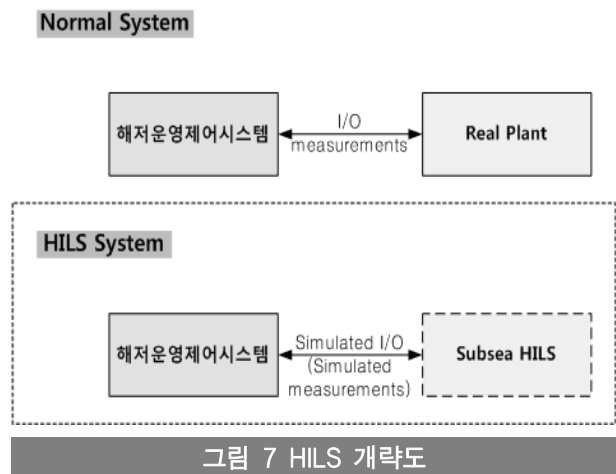 Normal System
해저운영제어시스템
I/O
measurements
Real Plant
HILS System
해저운영제어시스템
Simulated I/O
(Simulated
measurements)
Subsea HILS
그림 7 HILS 개략도